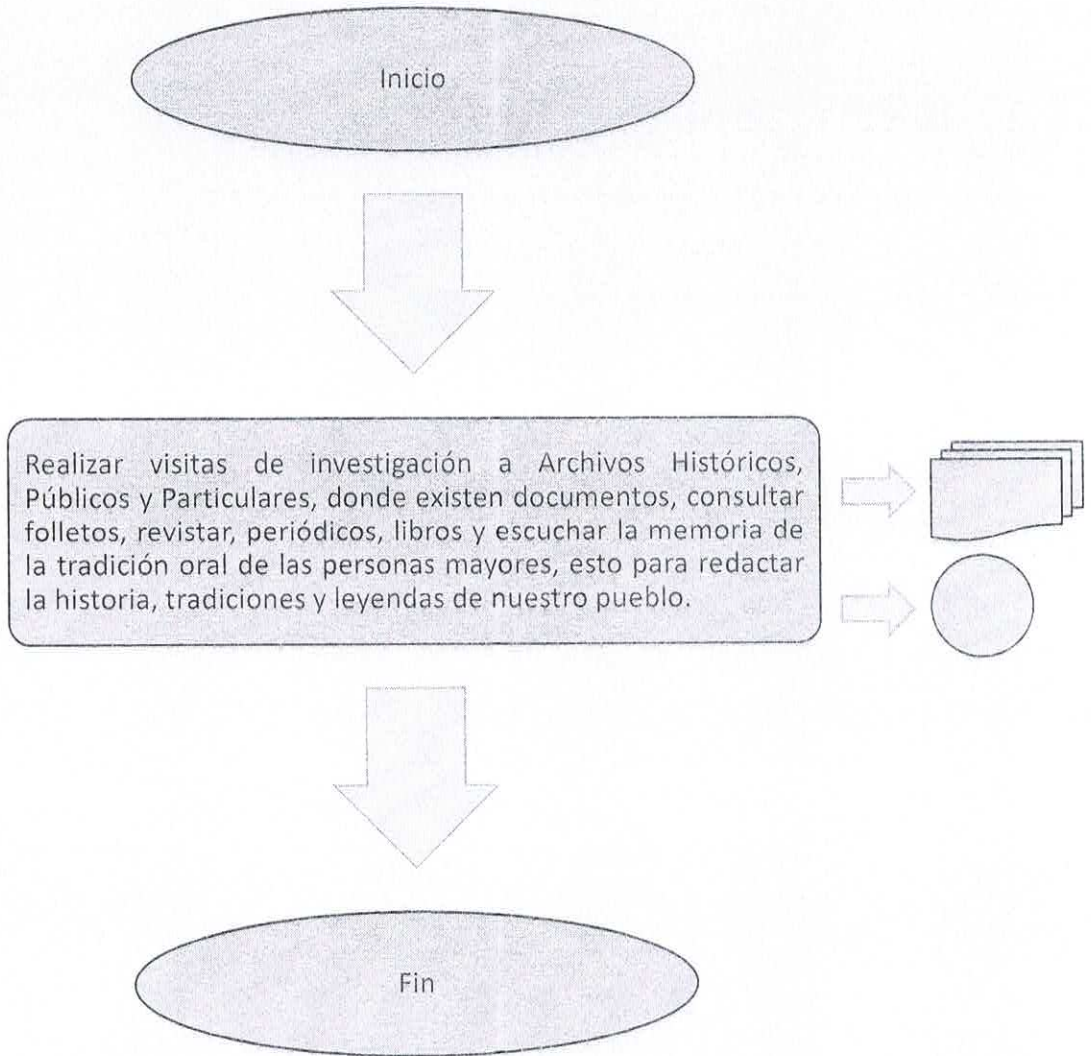 Inicio
Realizar visitas de investigación a Archivos Históricos,
Públicos y Particulares, donde existen documentos, consultar
folletos, revistar, periódicos, libros y escuchar la memoria de
la tradición oral de las personas mayores, esto para redactar
la historia, tradiciones y leyendas de nuestro pueblo.
Fin